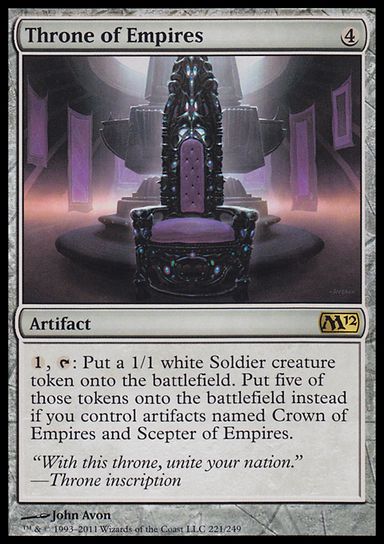 Throne of Empires 4
Artifact M12
1, T: Put a 1/1 white Soldier creature
token onto the battlefield. Put five of
those tokens onto the battlefield instead
if you control artifacts named Crown of
Empires and Scepter of Empires.
“With this throne, unite your nation.”
—Throne inscription
John Avon
™ & © 1993–2011 Wizards of the Coast LLC 221/249